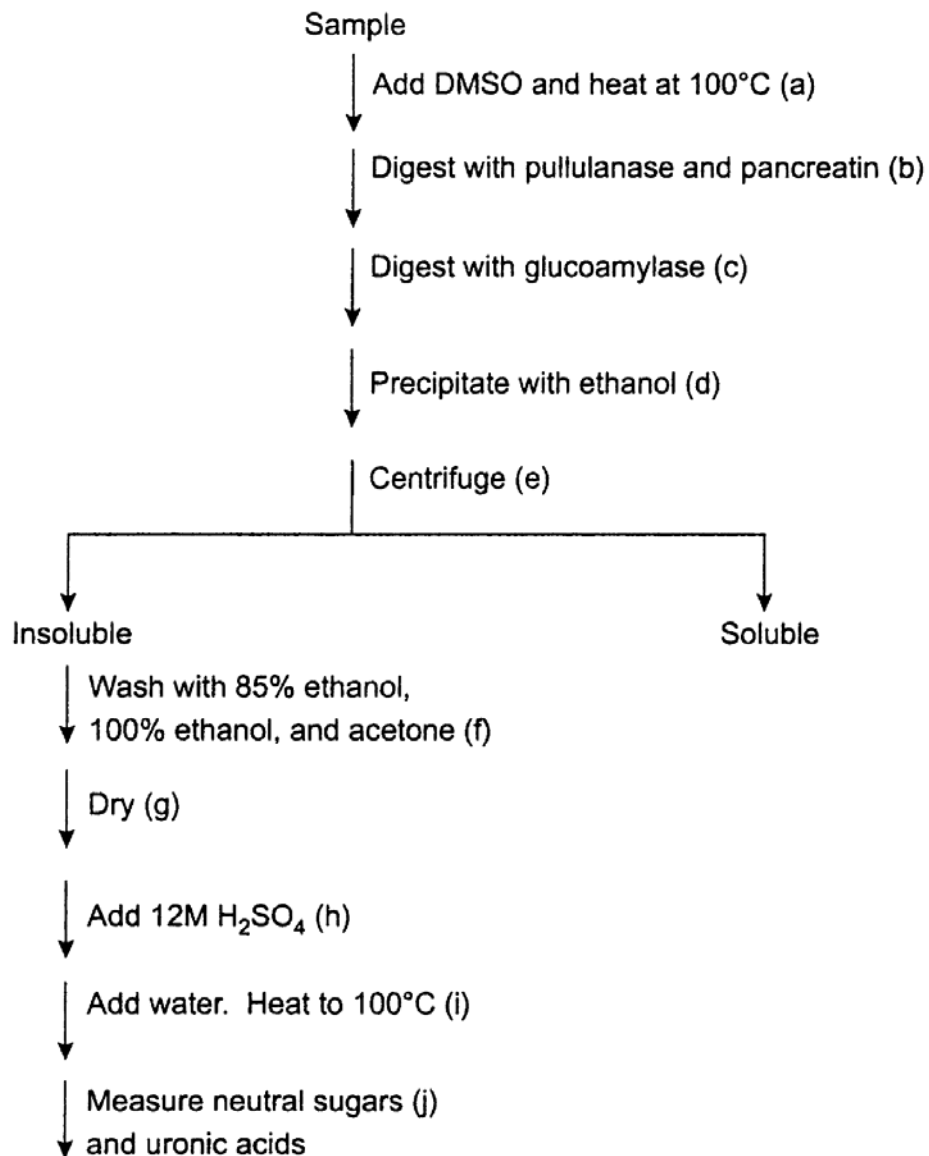 Sample
Add DMSO and heat at 100°C (a)
Digest with pullulanase and pancreatin (b)
Digest with glucoamylase (c)
Precipitate with ethanol (d)
Centrifuge (e)
Insoluble
Soluble
Wash with 85% ethanol,
100% ethanol, and acetone (f)
Dry (g)
Add 12M H₂SO₄ (h)
Add water. Heat to 100°C (i)
Measure neutral sugars (j)
and uronic acids